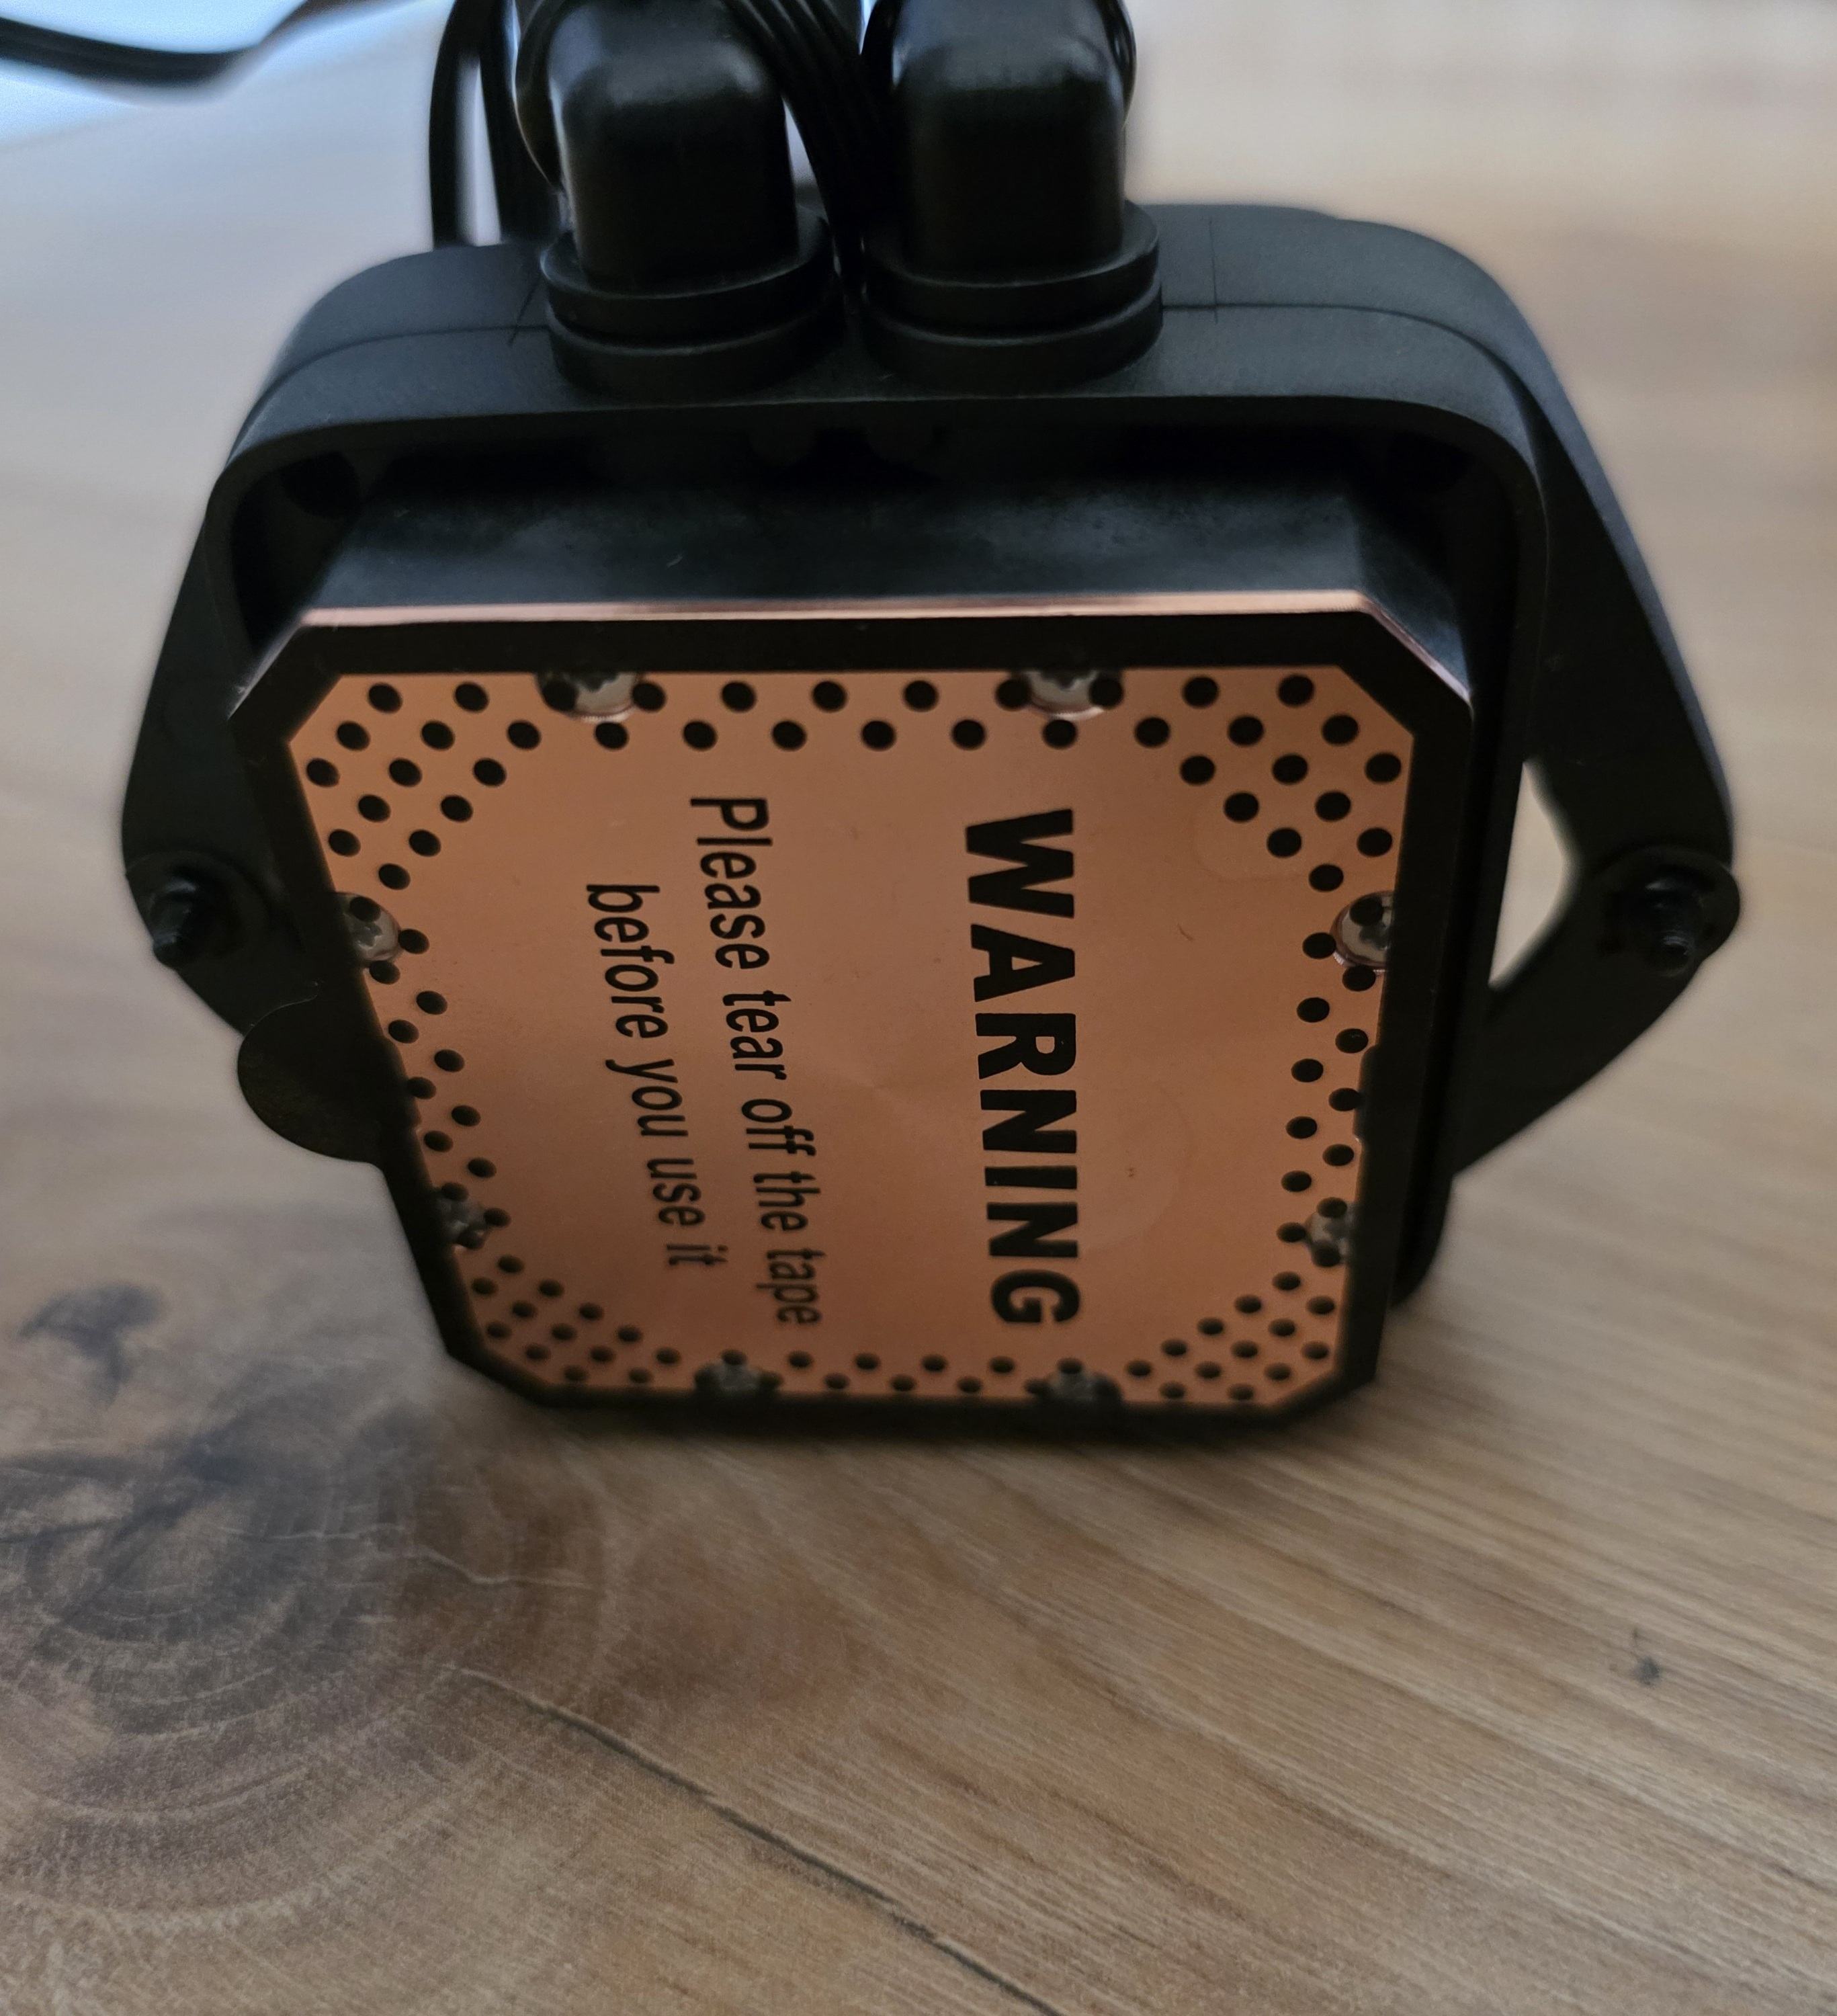 WARNING
Please tear off the tape
before you use it